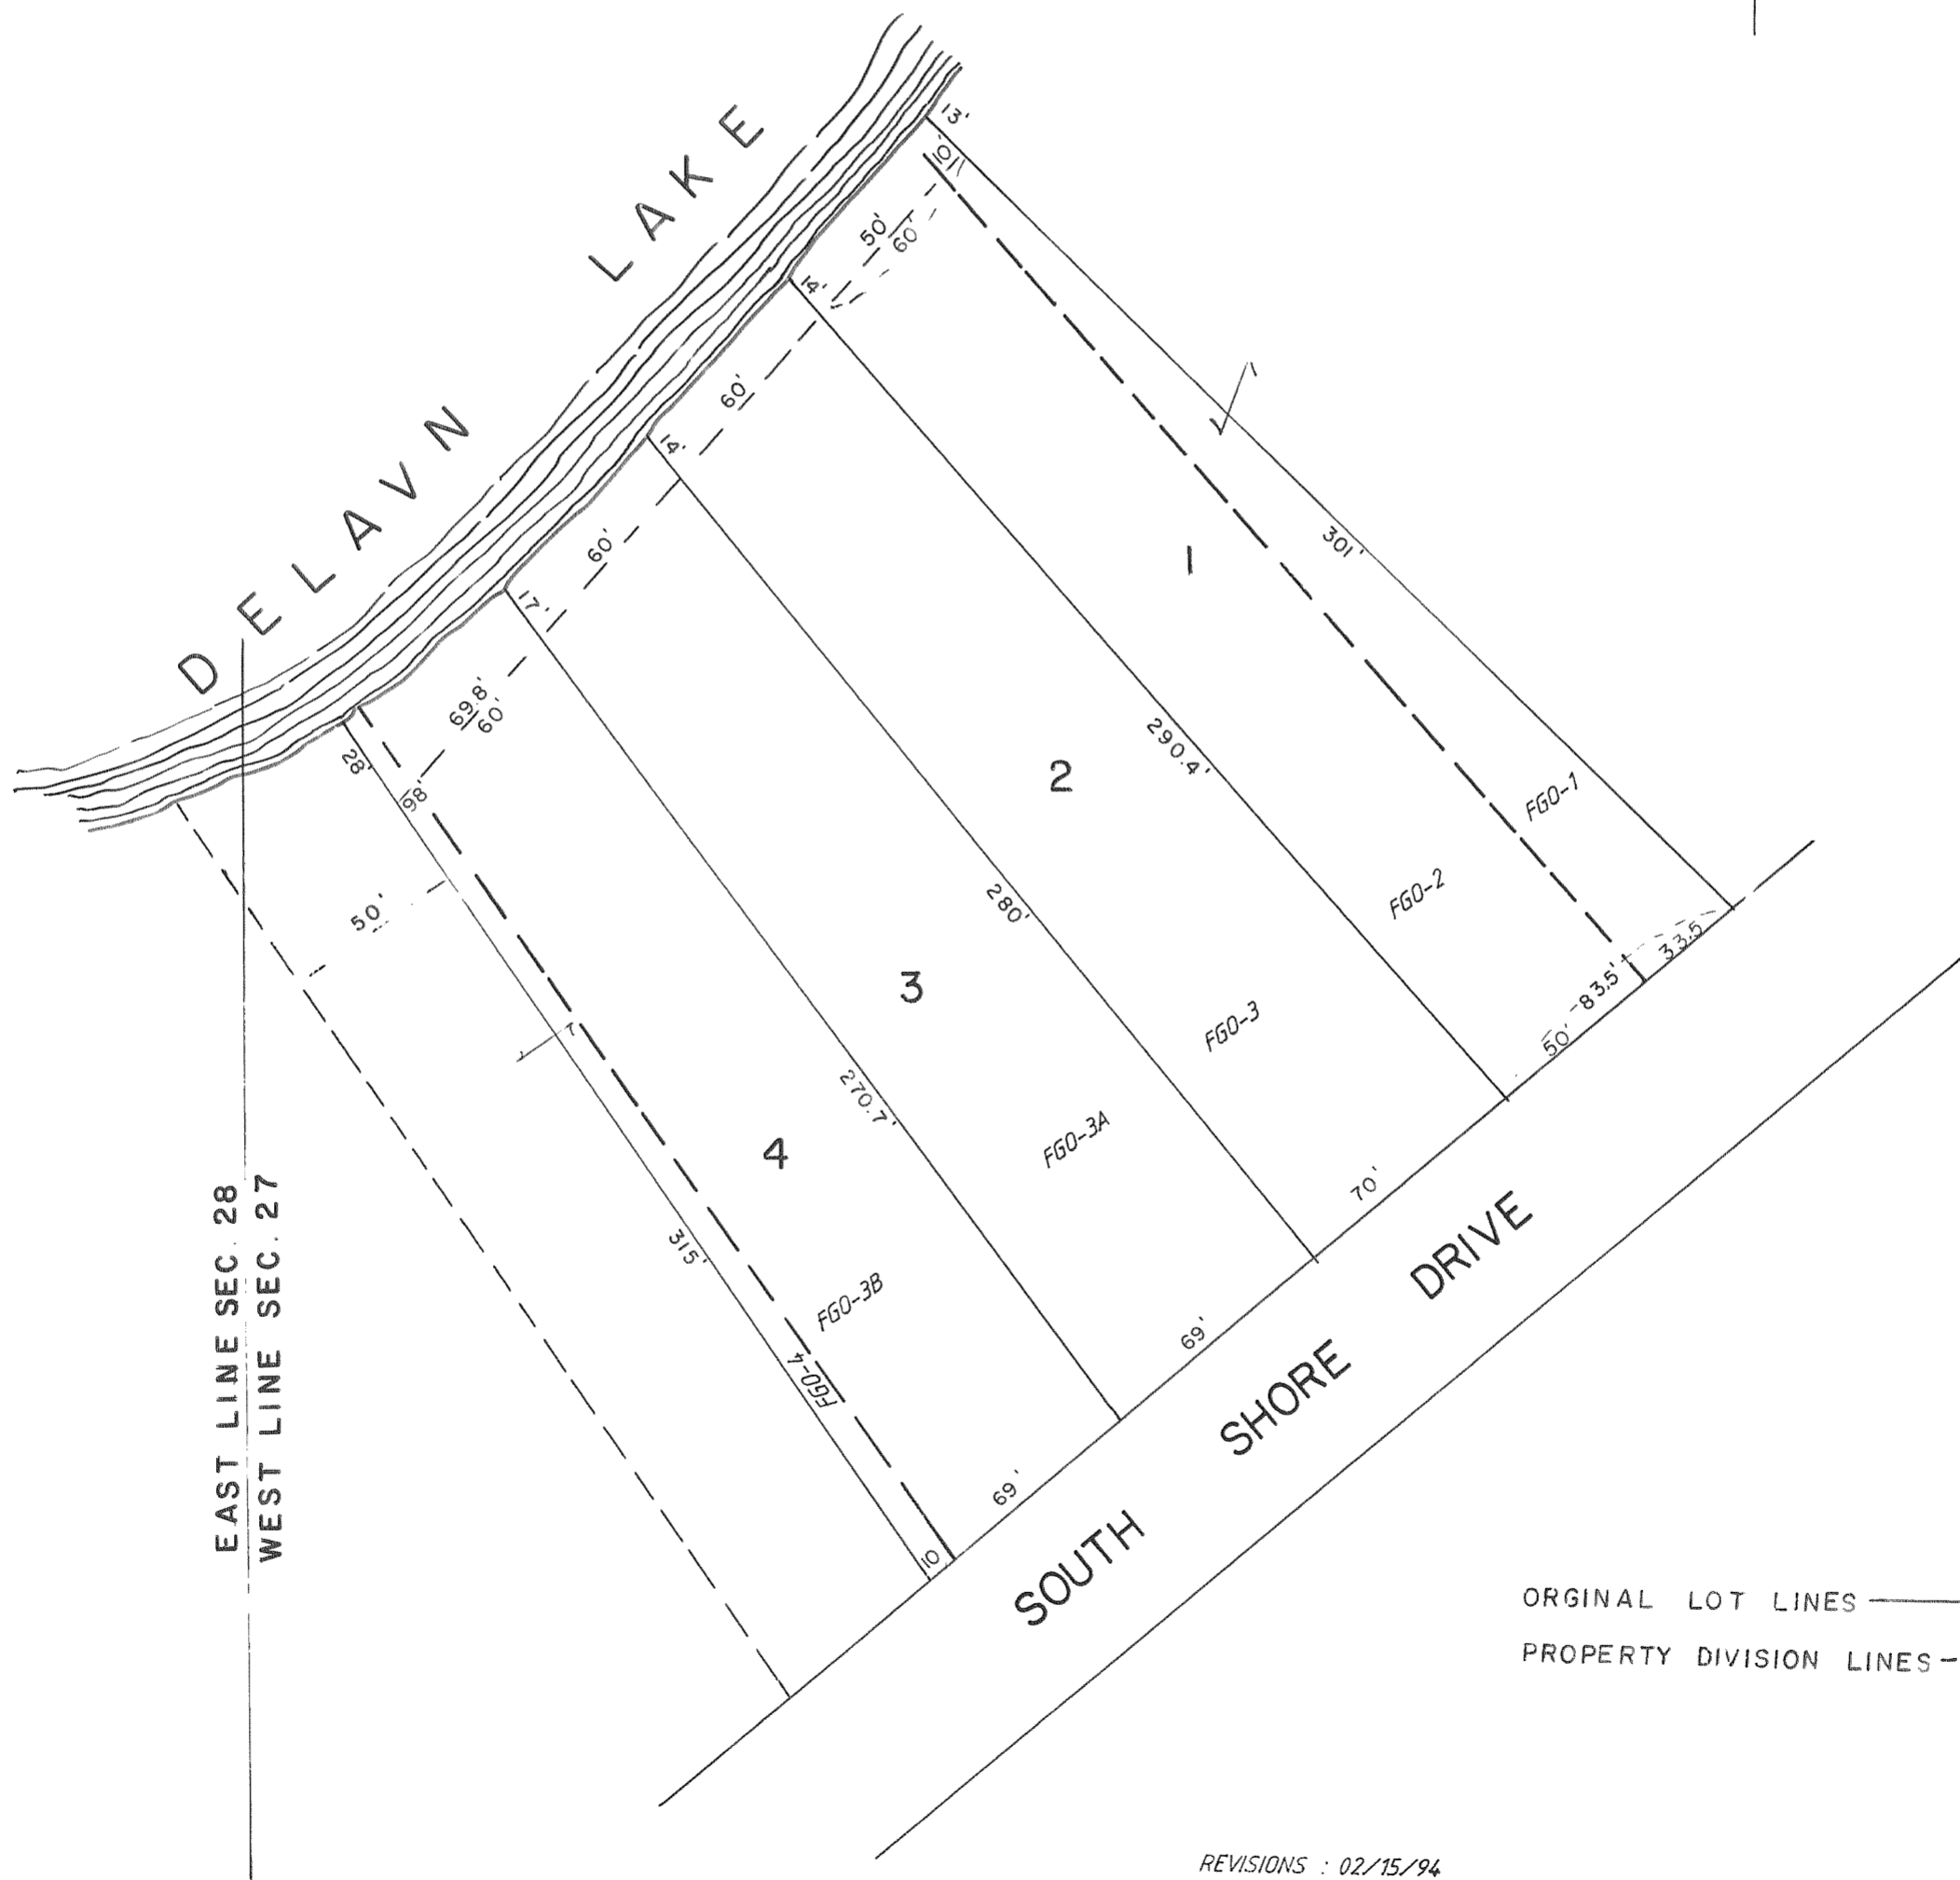 DELAVN LAKE
13'
10'
50'
60'
14'
60'
14'
60'
17'
69.8'
60'
28'
9.8'
50'
301'
1
290.4'
2
280'
3
270.7'
4
315'
FGO-1
FGO-2
FGO-3
FGO-3A
FGO-3B
FGO-4
33.5
83.5'
50'
70'
69'
69'
10
SOUTH SHORE DRIVE
EAST LINE SEC. 28
WEST LINE SEC. 27
ORGINAL LOT LINES
PROPERTY DIVISION LINES
REVISIONS : 02/15/94